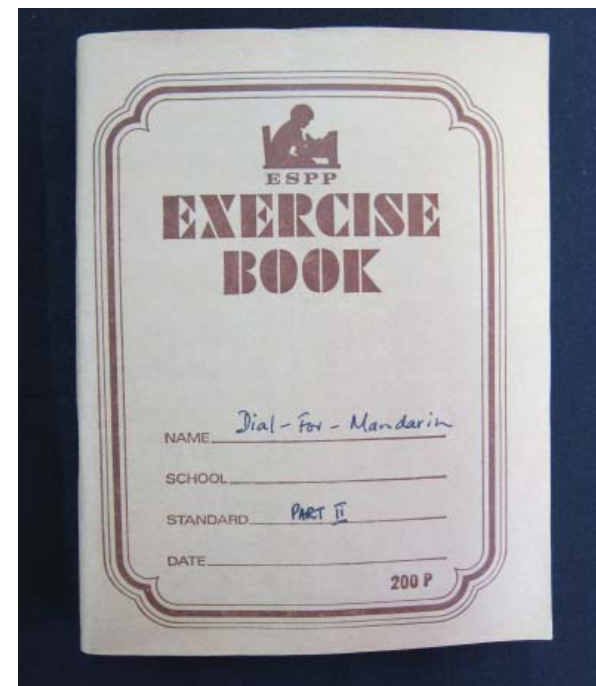 ESPP
EXERCISE
BOOK
NAME Dial-For-Mandarin
SCHOOL
STANDARD PART II
DATE
200 P